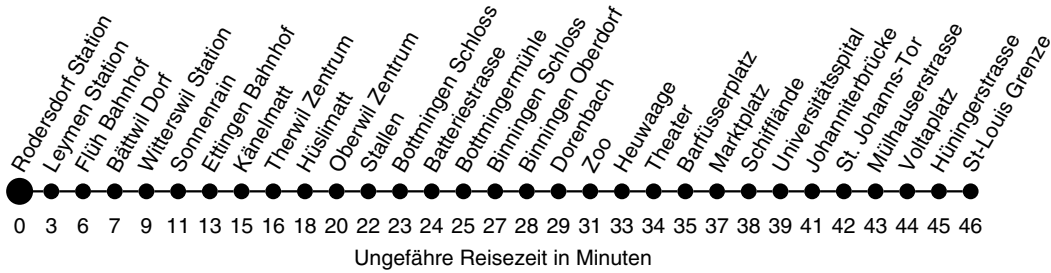 Rodersdorf Station
Leymen Station
Flüh Bahnhof
Bättwil Dorf
Witterswil Station
Sonnenrain
Ettingen Bahnhof
Känelmatt
Therwil Zentrum
Hüslimatt
Oberwil Zentrum
Stallen
Bottmingen Schloss
Batteriestrasse
Bottmingermühle
Binningen Schloss
Binningen Oberdorf
Dorenbach
Zoo
Heuwaage
Theater
Barfüsserplatz
Marktplatz
Schifflände
Universitätsspital
Johanniterbrücke
St. Johanns-Tor
Mülhauserstrasse
Voltaplatz
Hüningerstrasse
St-Louis Grenze
0 3 6 7 9 11 13 15 16 18 20 22 23 24 25 27 28 29 31 33 34 35 37 38 39 41 42 43 44 45 46
Ungefähre Reisezeit in Minuten